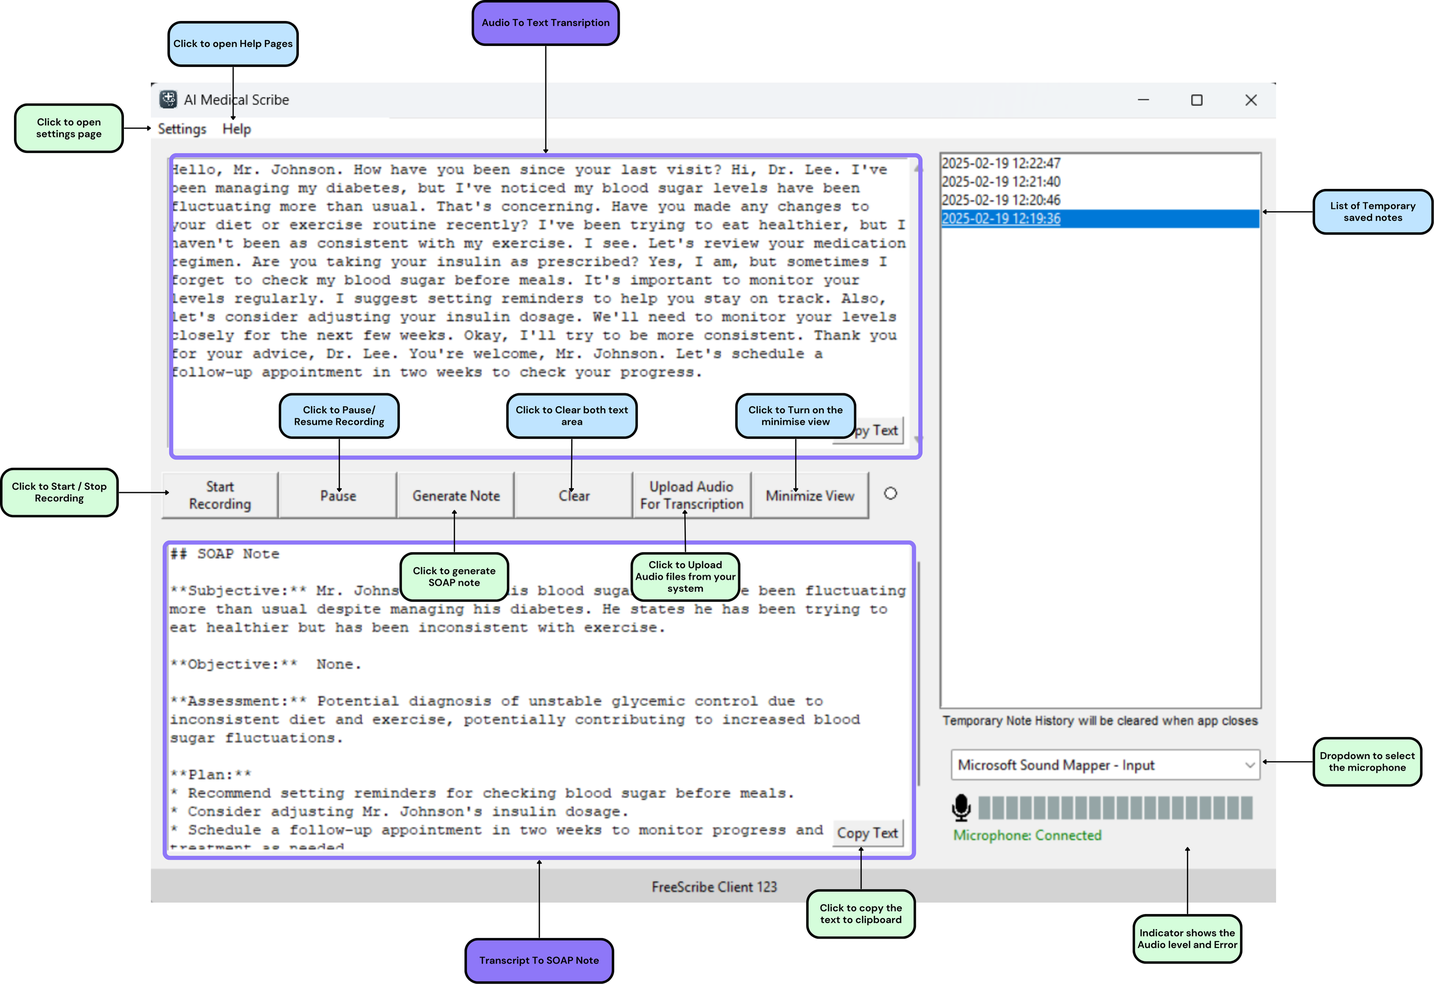 Audio To Text Transription
Click to open Help Pages
AI Medical Scribe
Click to open
settings page
Settings Help
Hello, Mr. Johnson. How have you been since your last visit? Hi, Dr. Lee. I've
been managing my diabetes, but I've noticed my blood sugar levels have been
fluctuating more than usual. That's concerning. Have you made any changes to
your diet or exercise routine recently? I've been trying to eat healthier, but I
haven't been as consistent with my exercise. I see. Let's review your medication
regimen. Are you taking your insulin as prescribed? Yes, I am, but sometimes I
forget to check my blood sugar before meals. It's important to monitor your
levels regularly. I suggest setting reminders to help you stay on track. Also,
let's consider adjusting your insulin dosage. We'll need to monitor your levels
closely for the next few weeks. Okay, I'll try to be more consistent. Thank you
for your advice, Dr. Lee. You're welcome, Mr. Johnson. Let's schedule a
follow-up appointment in two weeks to check your progress.
2025-02-19 12:22:47
2025-02-19 12:21:40
2025-02-19 12:20:46
2025-02-19 12:19:36
List of Temporary
saved notes
Click to Pause/
Resume Recording
Click to Clear both text
area
Click to Turn on the
minimise view
py Text
Click to Start / Stop
Recording
Start
Recording
Pause
Generate Note
Clear
Upload Audio
For Transcription
Minimize View
Click to generate
SOAP note
Click to Upload
Audio files from your
system
## SOAP Note
**Subjective:** Mr. Johns is blood suga e been fluctuating
more than usual despite managing his diabetes. He states he has been trying to
eat healthier but has been inconsistent with exercise.
**Objective:** None.
**Assessment:** Potential diagnosis of unstable glycemic control due to
inconsistent diet and exercise, potentially contributing to increased blood
sugar fluctuations.
**Plan:**
* Recommend setting reminders for checking blood sugar before meals.
* Consider adjusting Mr. Johnson's insulin dosage.
* Schedule a follow-up appointment in two weeks to monitor progress and
treatment as needed
Copy Text
Temporary Note History will be cleared when app closes
Microsoft Sound Mapper - Input
Dropdown to select
the microphone
Microphone: Connected
FreeScribe Client 123
Click to copy the
text to clipboard
Indicator shows the
Audio level and Error
Transcript To SOAP Note